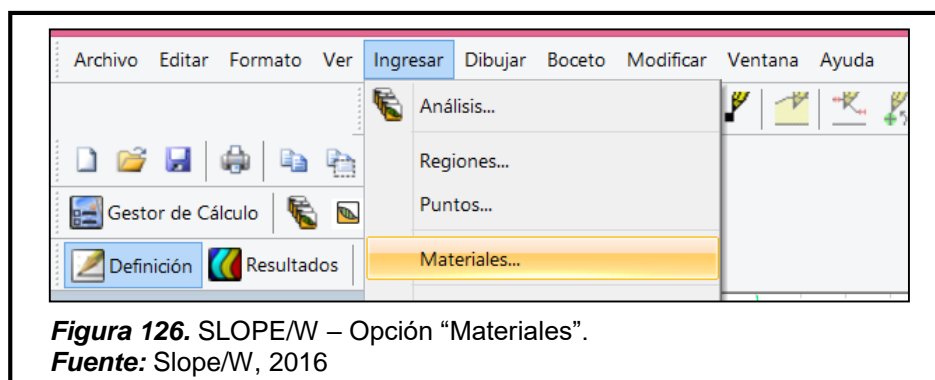 Archivo Editar Formato Ver Ingresar Dibujar Boceto Modificar Ventana Ayuda
Análisis...
Regiones...
Gestor de Cálculo
Puntos...
Definición Resultados
Materiales...
Figura 126. SLOPE/W – Opción “Materiales”.
Fuente: Slope/W, 2016